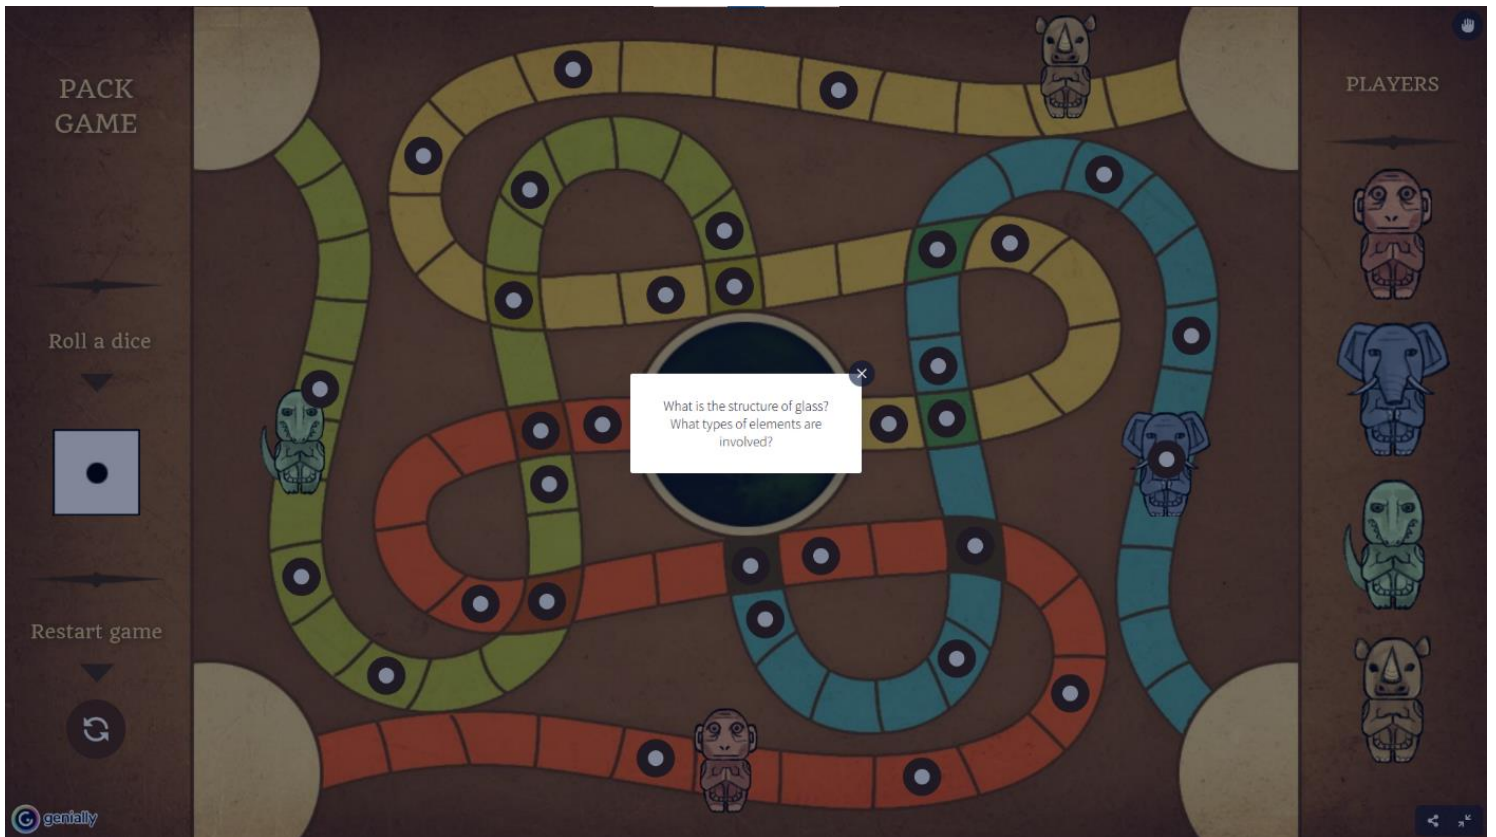 PACK
GAME
PLAYERS
Roll a dice
What is the structure of glass?
What types of elements are
involved?
Restart game
genially